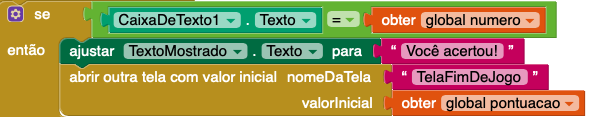 se CaixaDeTexto1 . Texto = obter global numero
então ajustar TextoMostrado . Texto para " Você acertou! "
abrir outra tela com valor inicial nomeDaTela " TelaFimDeJogo "
valorInicial obter global pontuacao